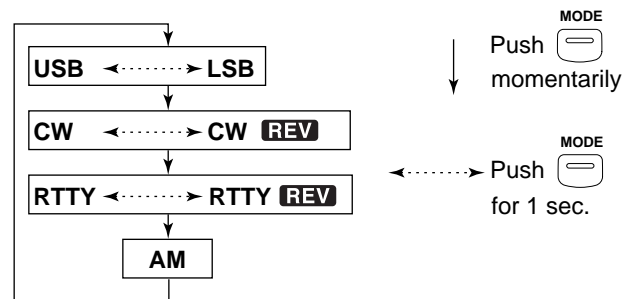 USB LSB
CW CW REV
RTTY RTTY REV
AM
MODE
Push
momentarily
MODE
Push
for 1 sec.